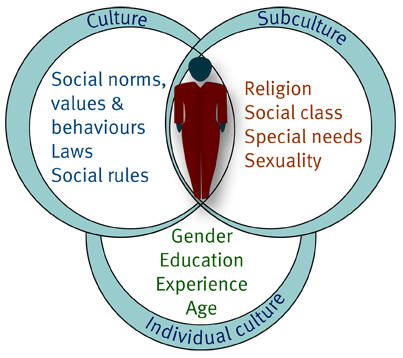 Culture
Subculture
Social norms,
values &
behaviours
Laws
Social rules
Religion
Social class
Special needs
Sexuality
Gender
Education
Experience
Age
Individual culture